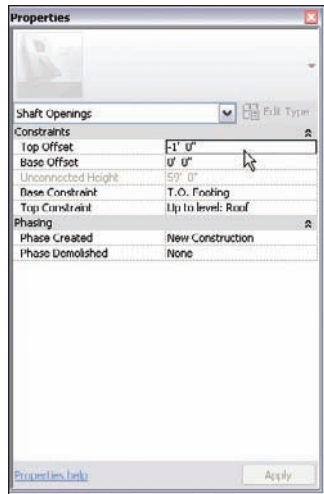 Properties
Shaft Openings Edit Type
Constraints
Top Offset -1' 0"
Base Offset 0' 0"
Unconnected Height 59' 0"
Base Constraint T.O. Footing
Top Constraint Up to level: Roof
Phasing
Phase Created New Construction
Phase Demolished None
Properties help Apply